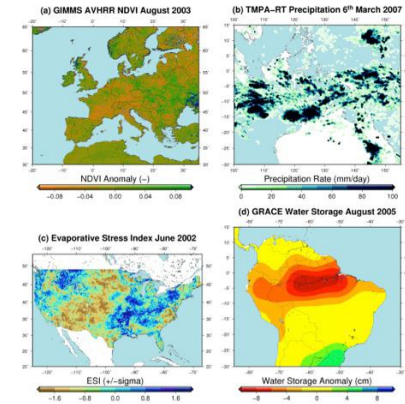 (a) GIMMS AVHRR NDVI August 2003
NDVI Anomaly (−)
−0.08 −0.04 0.00 0.04 0.08
(b) TMPA−RT Precipitation 6th March 2007
Precipitation Rate (mm/day)
0 20 40 60 80 100
(c) Evaporative Stress Index June 2002
ESI (+/−sigma)
−1.6 −0.8 0.0 0.8 1.6
(d) GRACE Water Storage August 2005
Water Storage Anomaly (cm)
−8 −4 0 4 8